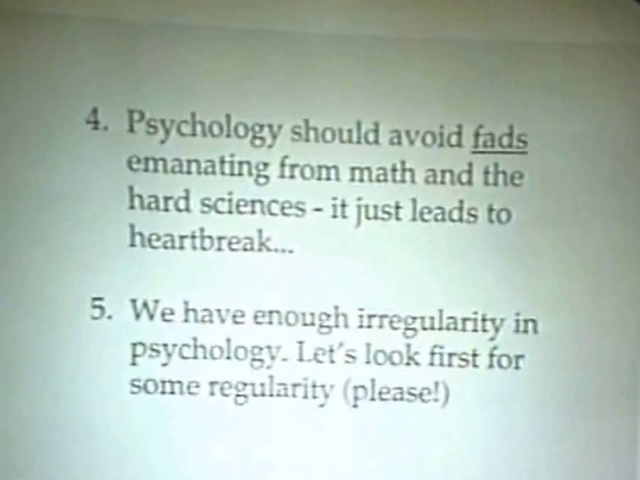 4. Psychology should avoid fads
emanating from math and the
hard sciences - it just leads to
heartbreak...
5. We have enough irregularity in
psychology. Let's look first for
some regularity (please!)